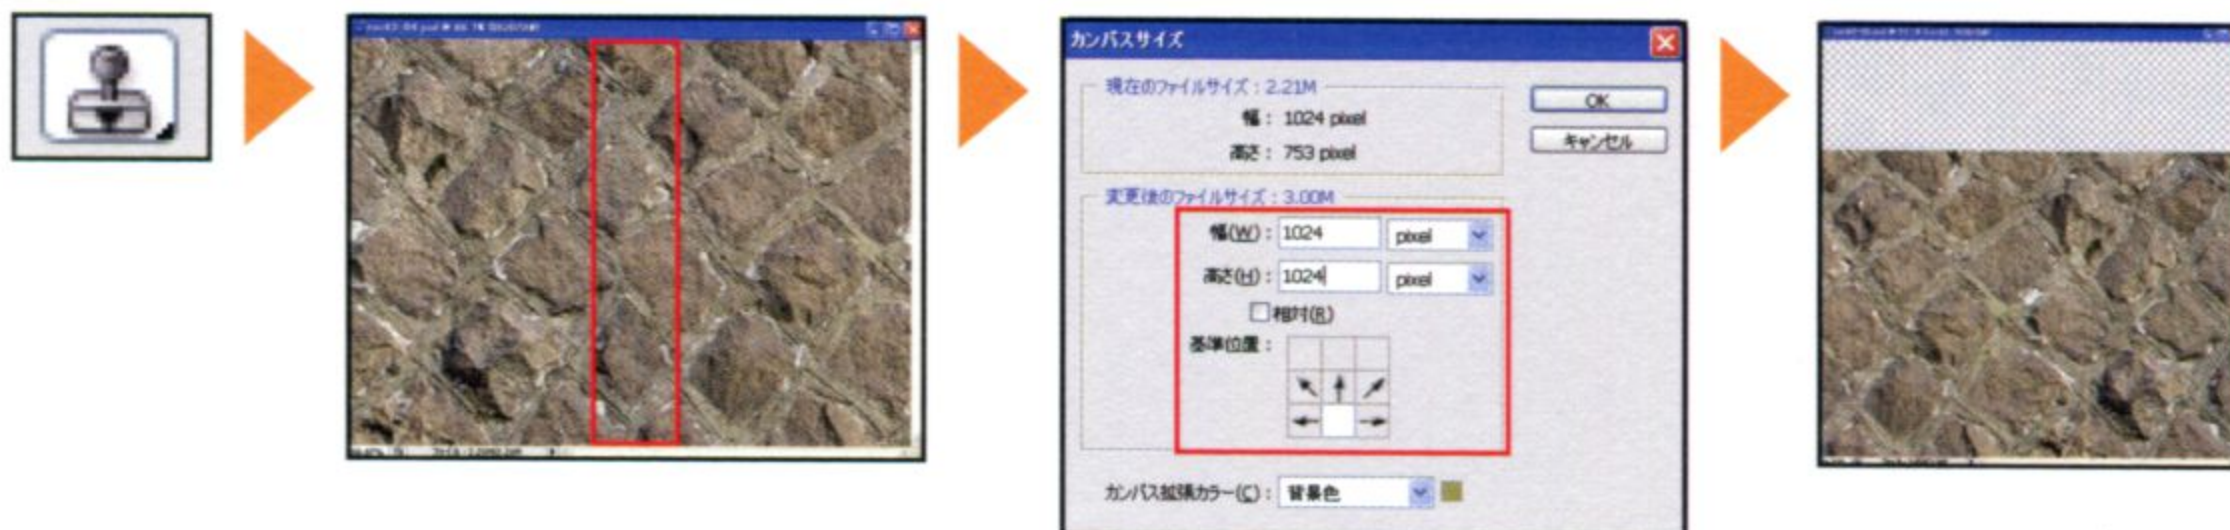 カンバスサイズ
現在のファイルサイズ：2.21M
幅： 1024 pixel
高さ： 753 pixel
OK
キャンセル
変更後のファイルサイズ：3.00M
幅(W)： 1024 pixel
高さ(H)： 1024 pixel
相対(R)
基準位置：
カンバス拡張カラー(C)： 背景色